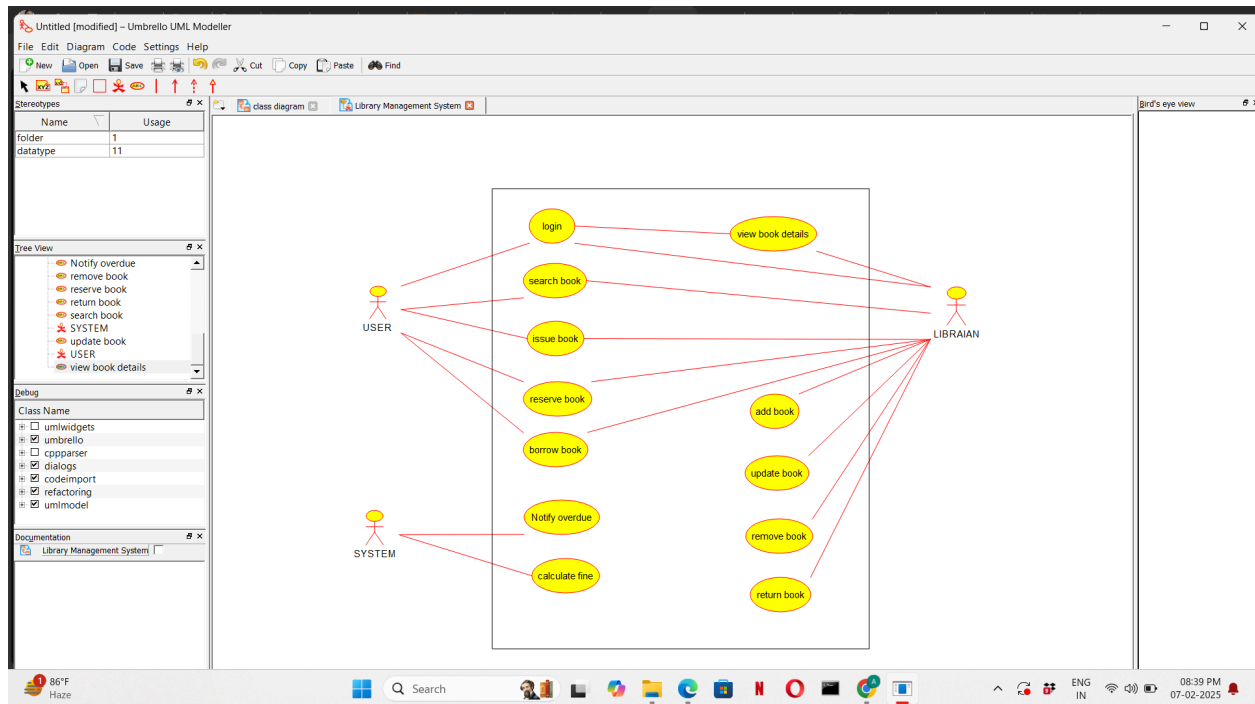 Untitled [modified] – Umbrello UML Modeller
File Edit Diagram Code Settings Help
New Open Save Cut Copy Paste Find
Stereotypes
class diagram Library Management System
Bird's eye view
Name Usage
folder 1
datatype 11
Tree View
Notify overdue
remove book
reserve book
return book
search book
SYSTEM
update book
USER
view book details
Debug
Class Name
umlwidgets
umbrello
cppparser
dialogs
codeimport
refactoring
umlmodel
Documentation
Library Management System
login
view book details
search book
USER
LIBRAIAN
issue book
reserve book
add book
borrow book
update book
Notify overdue
remove book
SYSTEM
calculate fine
return book
1
86°F
Haze
Search
ENG
IN
08:39 PM
07-02-2025